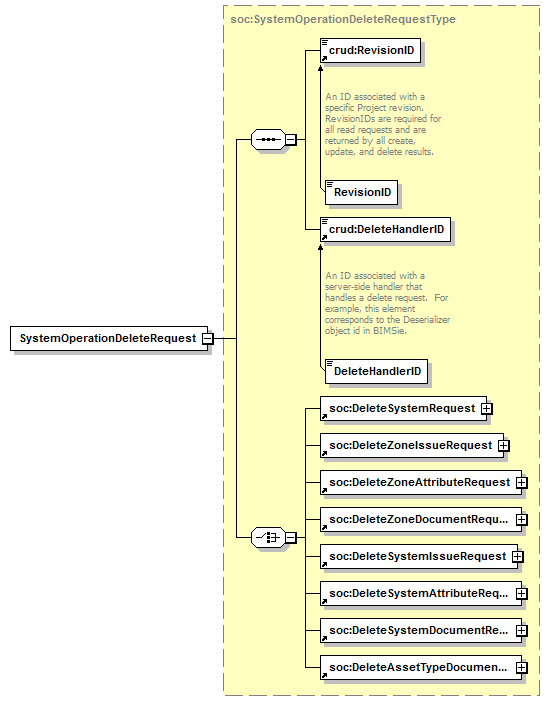 soc:SystemOperationDeleteRequestType
crud:RevisionID
An ID associated with a
specific Project revision.
RevisionIDs are required for
all read requests and are
returned by all create,
update, and delete results.
RevisionID
crud:DeleteHandlerID
An ID associated with a
server-side handler that
handles a delete request. For
example, this element
corresponds to the Deserializer
object id in BIMSie.
SystemOperationDeleteRequest
DeleteHandlerID
soc:DeleteSystemRequest
soc:DeleteZoneIssueRequest
soc:DeleteZoneAttributeRequest
soc:DeleteZoneDocumentRequ...
soc:DeleteSystemIssueRequest
soc:DeleteSystemAttributeReq...
soc:DeleteSystemDocumentRe...
soc:DeleteAssetTypeDocumen...